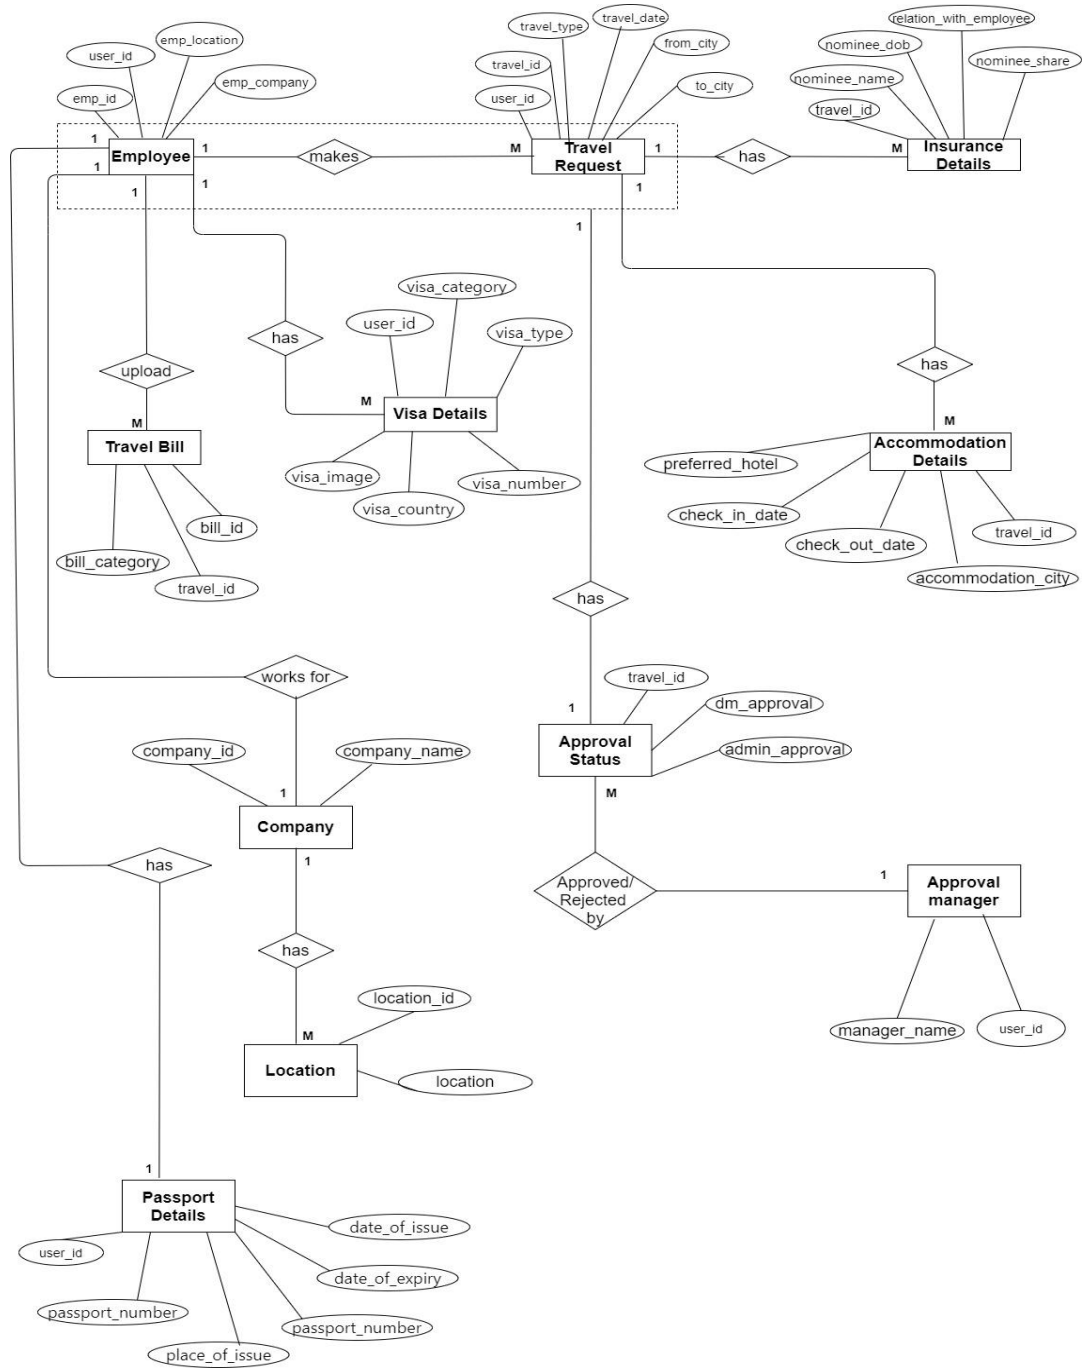 relation_with_employee
travel_date
travel_type
emp_location
from_city
nominee_dob
user_id
nominee_share
travel_id
nominee_name
emp_company
to_city
emp_id
user_id
travel_id
1
1
M
1
M
Employee
makes
Travel
Request
has
Insurance
Details
1
1
1
1
1
visa_category
user_id
visa_type
has
has
upload
M
Visa Details
M
M
Travel Bill
Accommodation
Details
preferred_hotel
visa_image
visa_number
visa_country
check_in_date
bill_id
travel_id
check_out_date
bill_category
accommodation_city
travel_id
has
works for
travel_id
dm_approval
1
company_id
company_name
Approval
Status
admin_approval
1
M
Company
1
has
Approved/
Rejected
by
1
Approval
manager
has
location_id
manager_name
user_id
M
Location
location
1
Passport
Details
date_of_issue
user_id
date_of_expiry
passport_number
passport_number
place_of_issue